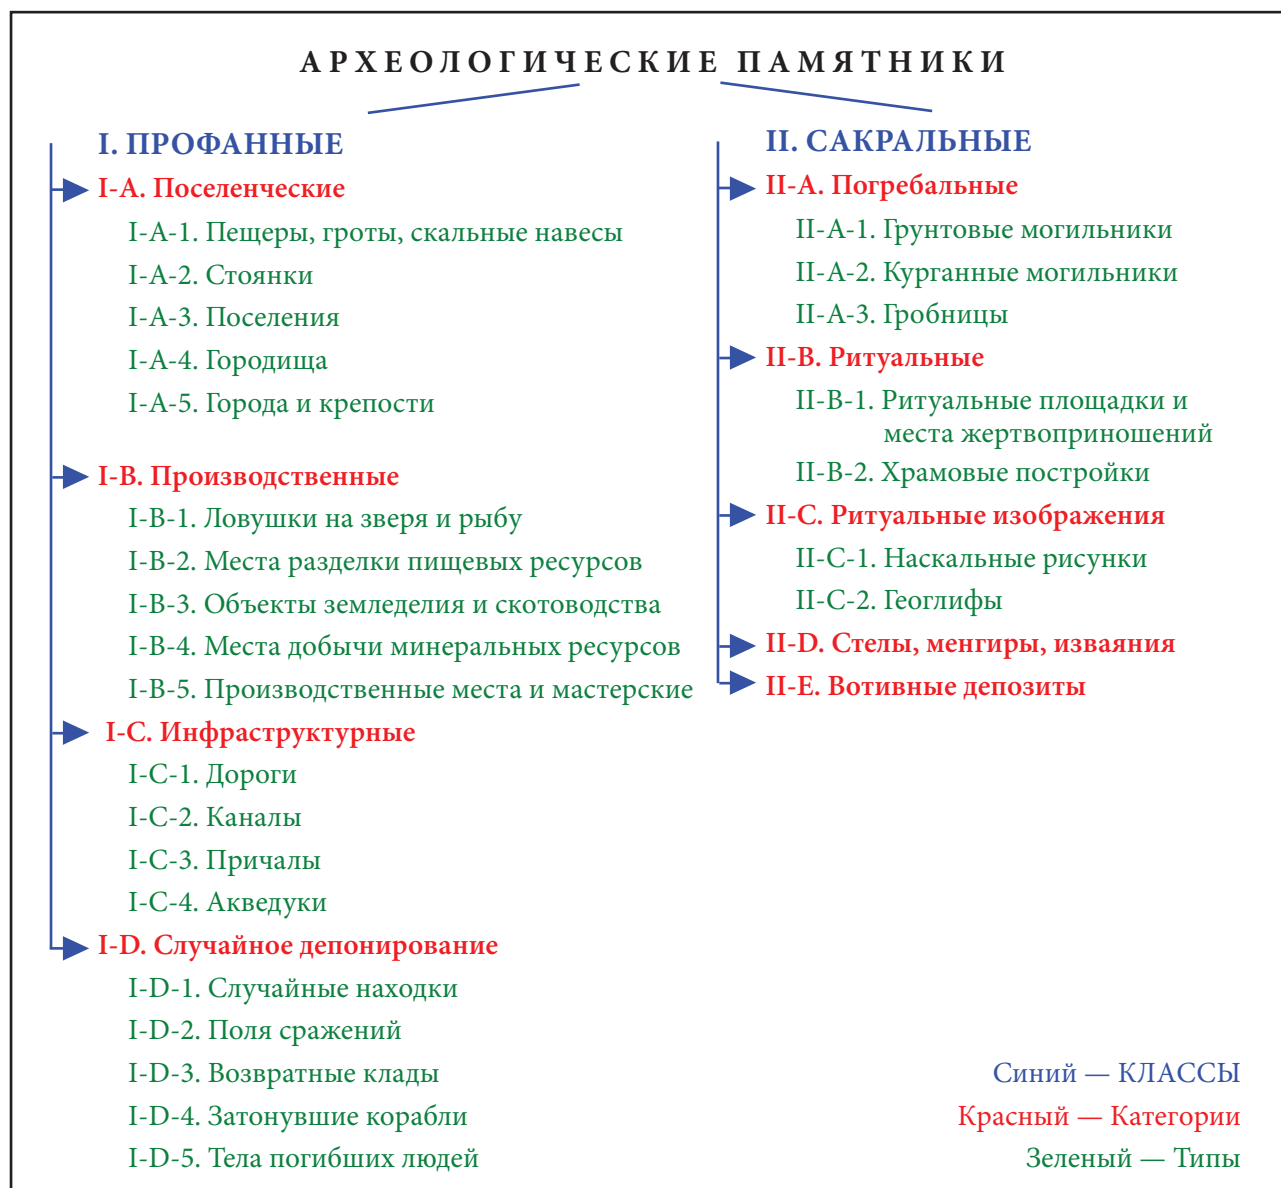 АРХЕОЛОГИЧЕСКИЕ ПАМЯТНИКИ
I. ПРОФАННЫЕ
I-A. Поселенческие
I-A-1. Пещеры, гроты, скальные навесы
I-A-2. Стоянки
I-A-3. Поселения
I-A-4. Городища
I-A-5. Города и крепости
I-B. Производственные
I-B-1. Ловушки на зверя и рыбу
I-B-2. Места разделки пищевых ресурсов
I-B-3. Объекты земледелия и скотоводства
I-B-4. Места добычи минеральных ресурсов
I-B-5. Производственные места и мастерские
I-C. Инфраструктурные
I-C-1. Дороги
I-C-2. Каналы
I-C-3. Причалы
I-C-4. Акведуки
I-D. Случайное депонирование
I-D-1. Случайные находки
I-D-2. Поля сражений
I-D-3. Возвратные клады
I-D-4. Затонувшие корабли
I-D-5. Тела погибших людей
II. САКРАЛЬНЫЕ
II-A. Погребальные
II-A-1. Грунтовые могильники
II-A-2. Курганные могильники
II-A-3. Гробницы
II-B. Ритуальные
II-B-1. Ритуальные площадки и
места жертвоприношений
II-B-2. Храмовые постройки
II-C. Ритуальные изображения
II-C-1. Наскальные рисунки
II-C-2. Геоглифы
II-D. Стелы, менгиры, изваяния
II-E. Вотивные депозиты
Синий — КЛАССЫ
Красный — Категории
Зеленый — Типы